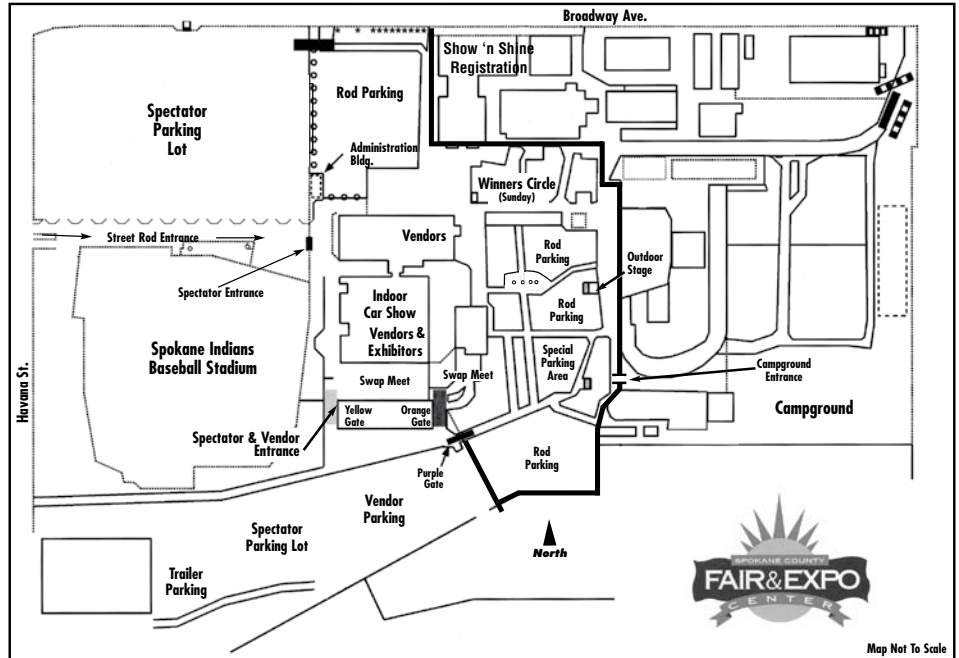 Broadway Ave.
Show 'n Shine
Registration
Spectator
Parking
Lot
Rod Parking
Administration
Bldg.
Winners Circle
(Sunday)
Street Rod Entrance
Vendors
Rod
Parking
Outdoor
Stage
Spectator Entrance
Indoor
Car Show
Vendors &
Exhibitors
Rod
Parking
Spokane Indians
Baseball Stadium
Havana St.
Special
Parking
Area
Campground
Entrance
Swap Meet
Swap Meet
Campground
Yellow
Gate
Orange
Gate
Spectator & Vendor
Entrance
Purple
Gate
Rod
Parking
Vendor
Parking
Spectator
Parking Lot
North
Trailer
Parking
SPOKANE COUNTY
FAIR & EXPO
CENTER
Map Not To Scale